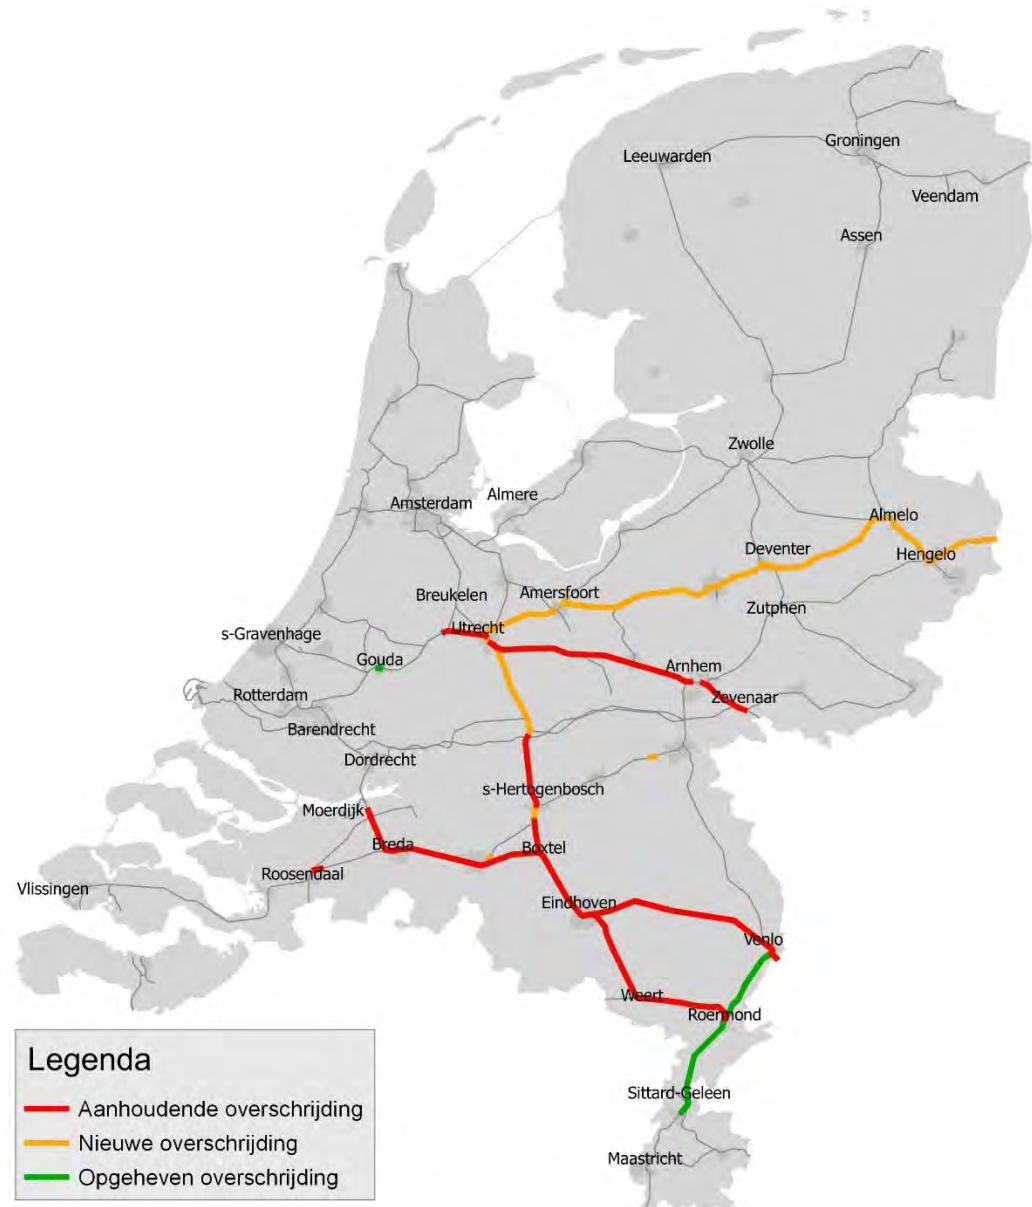 Groningen
Leeuwarden
Veendam
Assen
Zwolle
Almere
Amsterdam
Almelo
Deventer
Hengelo
Breukelen
Amersfoort
Zutphen
Utrecht
s-Gravenhage
Gouda
Arnhem
Rotterdam
Zevenaar
Barendrecht
Dordrecht
s-Hertogenbosch
Moerdijk
Breda
Boxtel
Roosendaal
Vlissingen
Eindhoven
Venlo
Weert
Roermond
Sittard-Geleen
Maastricht
Legenda
Aanhoudende overschrijding
Nieuwe overschrijding
Opgeheven overschrijding